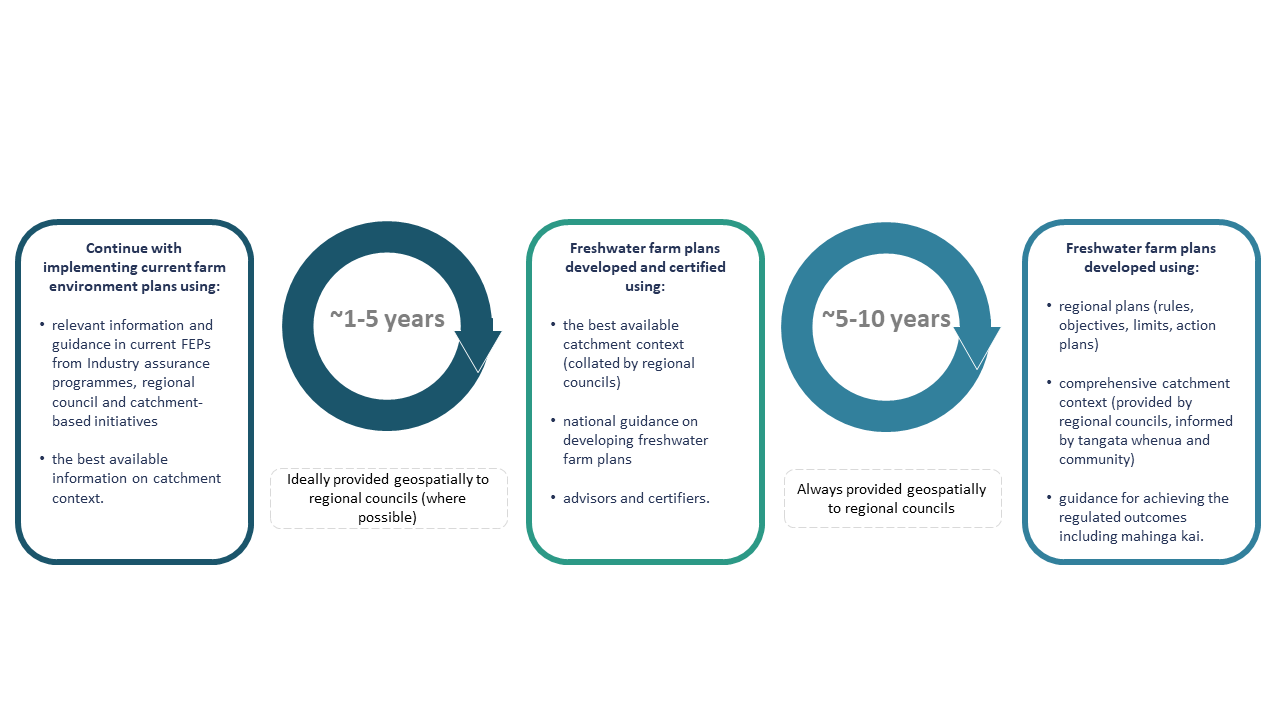 Continue with
implementing current farm
environment plans using:
• relevant information and
guidance in current FEPs
from Industry assurance
programmes, regional
council and catchment-
based initiatives
• the best available
information on catchment
context.
~1-5 years
Ideally provided geospatially to
regional councils (where
possible)
Freshwater farm plans
developed and certified
using:
• the best available
catchment context
(collated by regional
councils)
• national guidance on
developing freshwater
farm plans
• advisors and certifiers.
~5-10 years
Always provided geospatially
to regional councils
Freshwater farm plans
developed using:
• regional plans (rules,
objectives, limits, action
plans)
• comprehensive catchment
context (provided by
regional councils, informed
by tangata whenua and
community)
• guidance for achieving the
regulated outcomes
including mahinga kai.